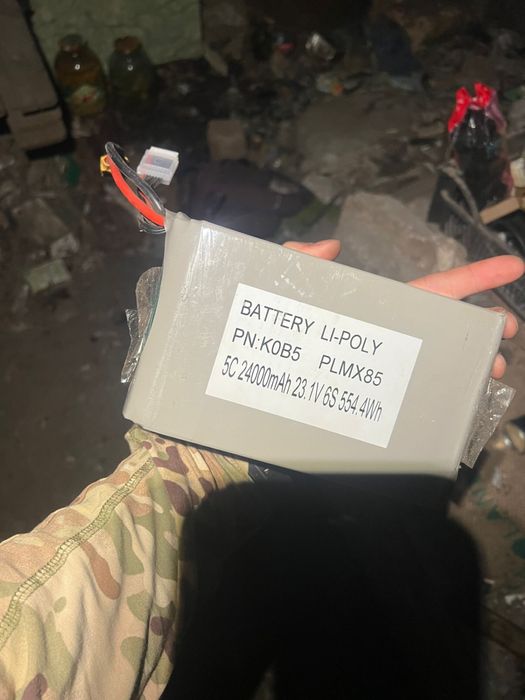 BATTERY LI-POLY
PN:K0B5 PLMX85
5C 24000mAh 23.1V 6S 554.4Wh